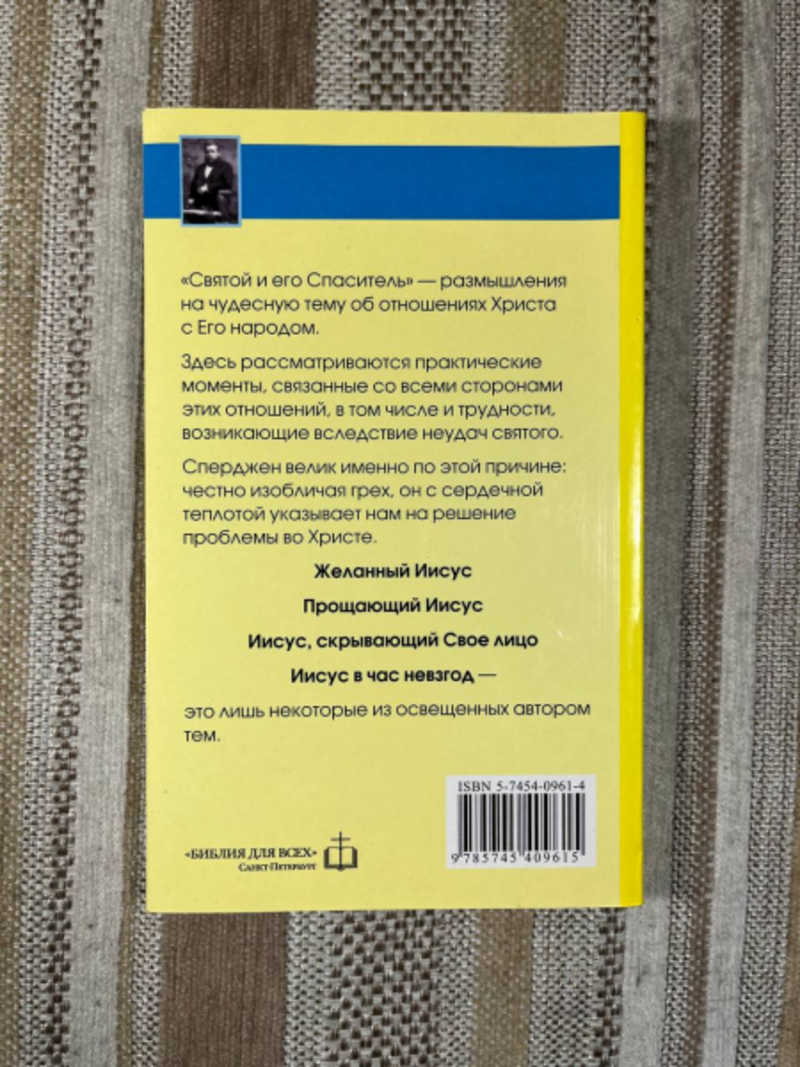 «Святой и его Спаситель» — размышления
на чудесную тему об отношениях Христа
с Его народом.
Здесь рассматриваются практические
моменты, связанные со всеми сторонами
этих отношений, в том числе и трудности,
возникающие вследствие неудач святого.
Сперджен велик именно по этой причине:
честно изобличая грех, он с сердечной
теплотой указывает нам на решение
проблемы во Христе.
Желанный Иисус
Прощающий Иисус
Иисус, скрывающий Свое лицо
Иисус в час невзгод —
это лишь некоторые из освещенных автором
тем.
ISBN 5-7454-0961-4
9 785745 409615
«БИБЛИЯ ДЛЯ ВСЕХ»
САНКТ-ПЕТЕРБУРГ